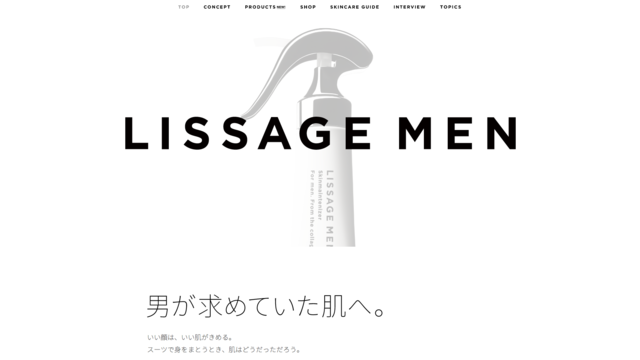 TOP CONCEPT PRODUCTS NEW! SHOP SKINCARE GUIDE INTERVIEW TOPICS
LISSAGE MEN
LISSAGE MEN
Skinmaintenizer
For men. From the collag
男が求めていた肌へ。
いい顔は、いい肌がきめる。
スーツで身をまとうとき、肌はどうだっただろう。